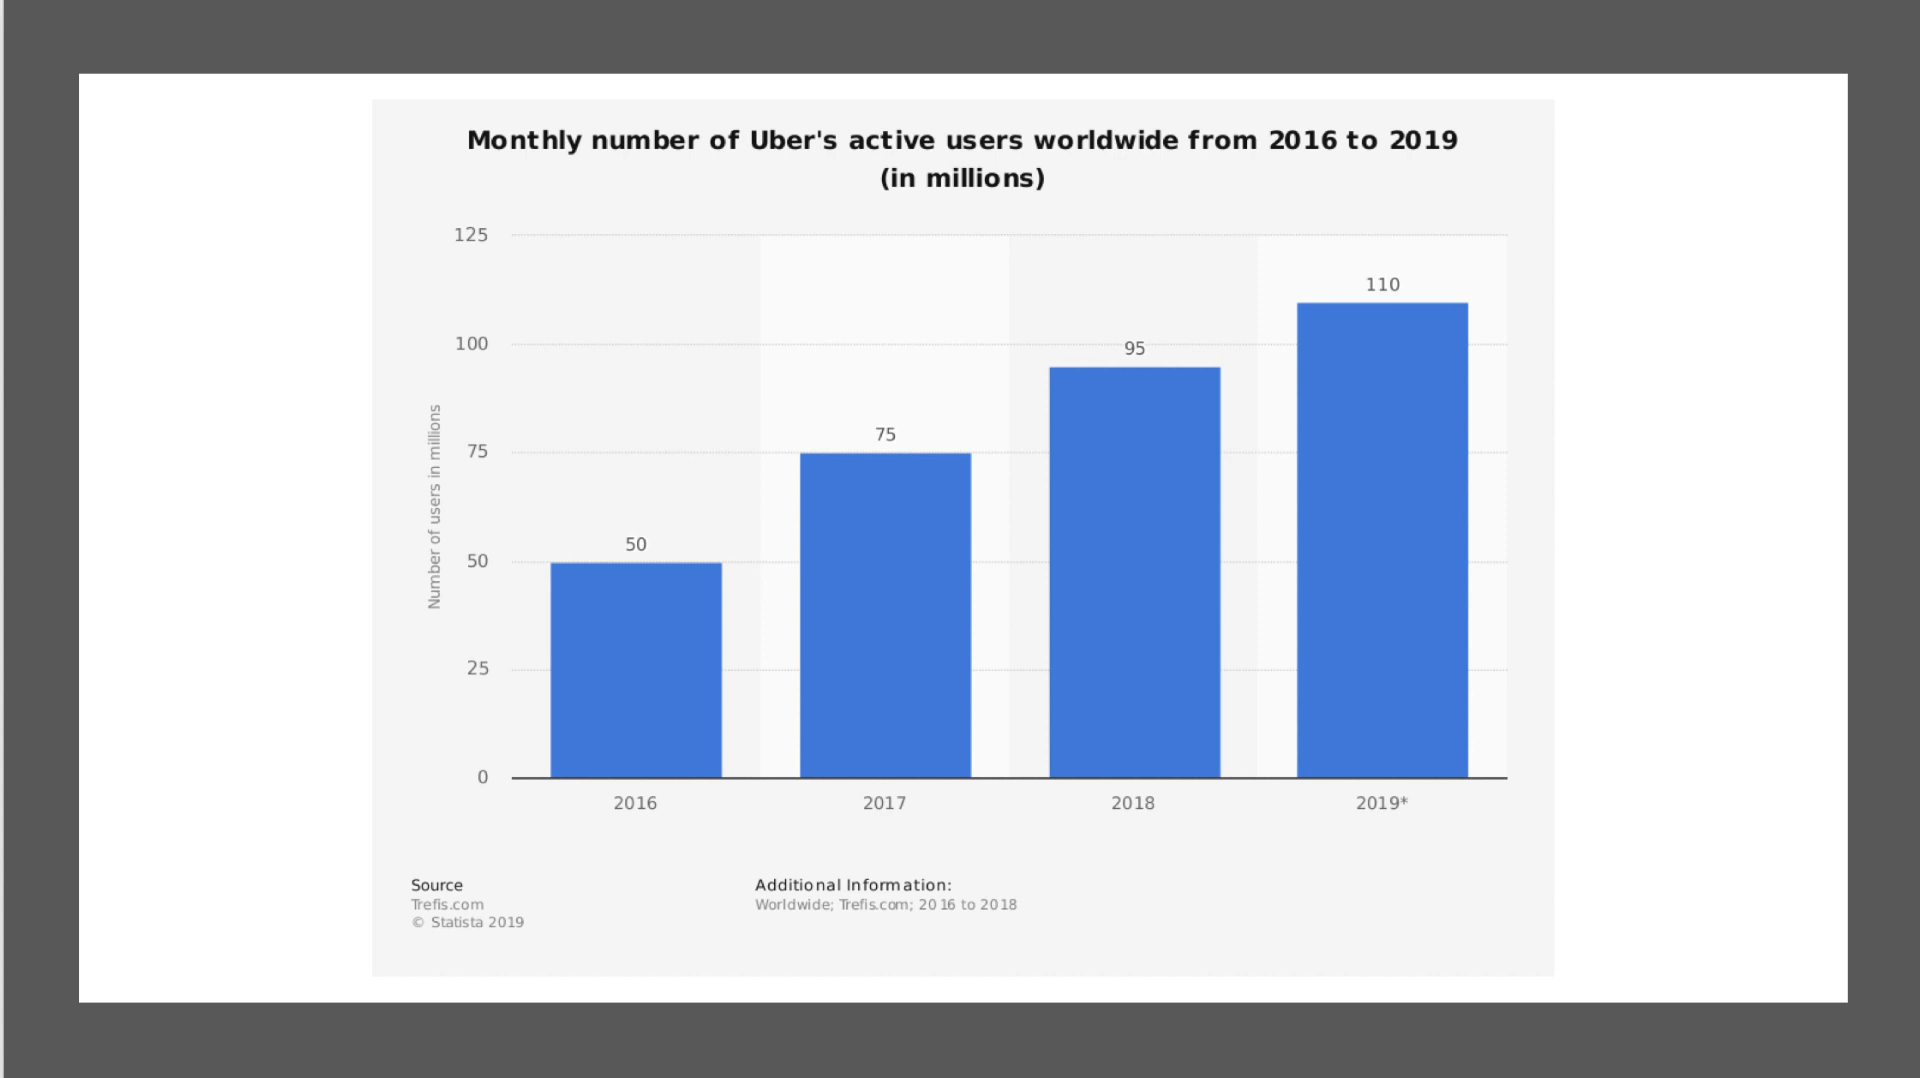 Monthly number of Uber's active users worldwide from 2016 to 2019
(in millions)
125
100
75
50
25
0
Number of users in millions
50
75
95
110
2016
2017
2018
2019*
Source
Trefis.com
© Statista 2019
Additional Information:
Worldwide; Trefis.com; 2016 to 2018